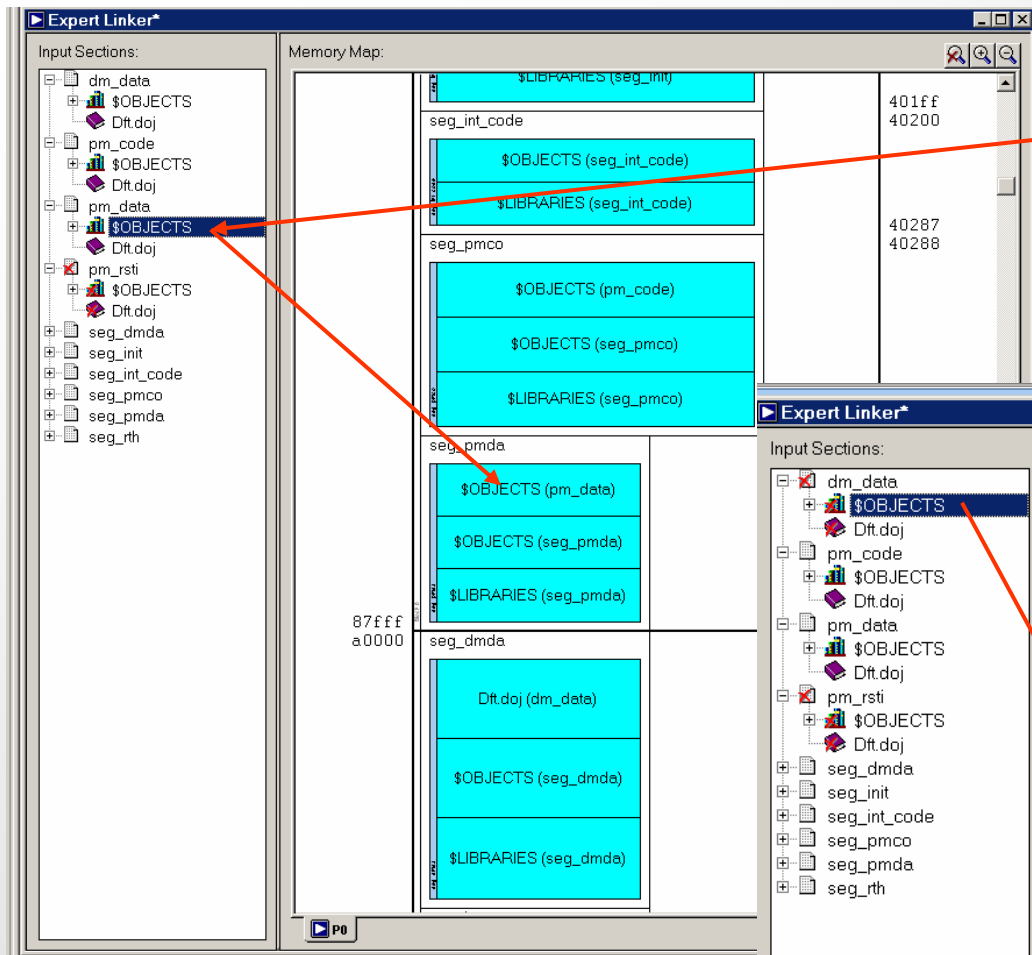 Expert Linker*
Input Sections:
dm_data
$OBJECTS
Dft.doj
pm_code
$OBJECTS
Dft.doj
pm_data
$OBJECTS
Dft.doj
pm_rsti
$OBJECTS
Dft.doj
seg_dmda
seg_init
seg_int_code
seg_pmco
seg_pmda
seg_rth
Memory Map:
$LIBRARIES (seg_init)
seg_int_code
$OBJECTS (seg_int_code)
$LIBRARIES (seg_int_code)
seg_pmco
$OBJECTS (pm_code)
$OBJECTS (seg_pmco)
$LIBRARIES (seg_pmco)
seg_pmda
$OBJECTS (pm_data)
$OBJECTS (seg_pmda)
$LIBRARIES (seg_pmda)
87fff
a0000
seg_dmda
Dft.doj (dm_data)
$OBJECTS (seg_dmda)
$LIBRARIES (seg_dmda)
401ff
40200
40287
40288
P0
Expert Linker*
Input Sections:
dm_data
$OBJECTS
Dft.doj
pm_code
$OBJECTS
Dft.doj
pm_data
$OBJECTS
Dft.doj
pm_rsti
$OBJECTS
Dft.doj
seg_dmda
seg_init
seg_int_code
seg_pmco
seg_pmda
seg_rth